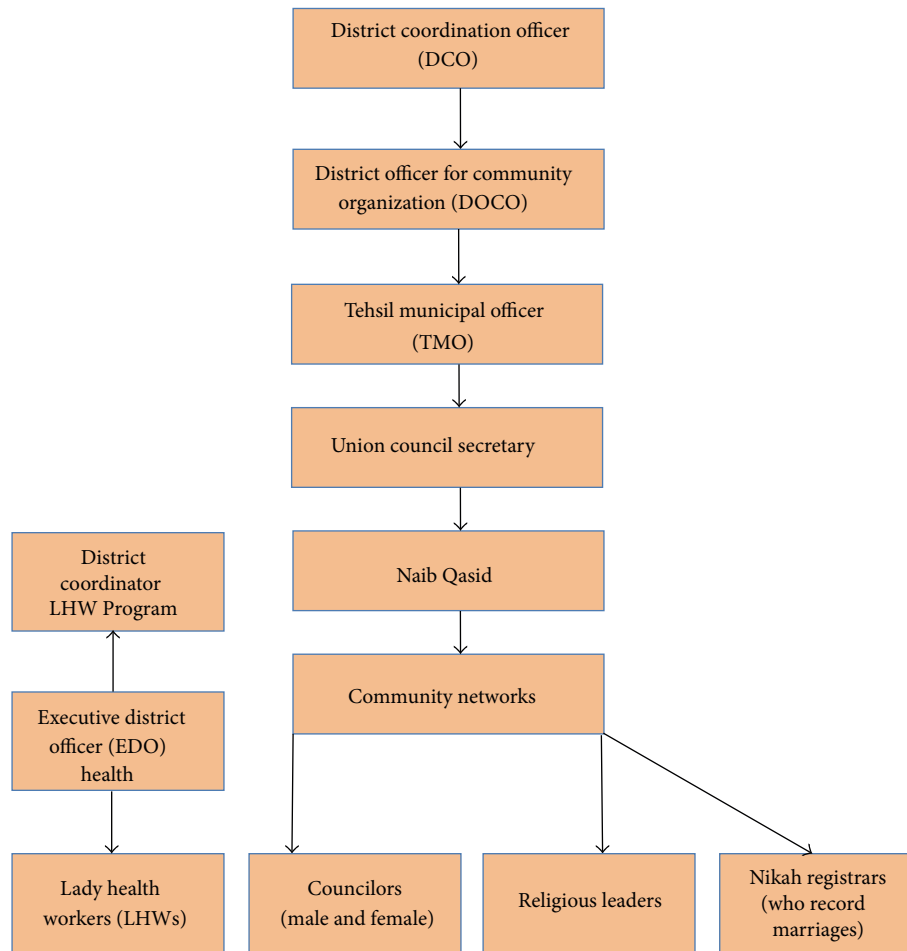 District coordination officer
(DCO)
District officer for community
organization (DOCO)
Tehsil municipal officer
(TMO)
Union council secretary
Naib Qasid
District
coordinator
LHW Program
Community networks
Executive district
officer (EDO)
health
Lady health
workers (LHWs)
Councilors
(male and female)
Religious leaders
Nikah registrars
(who record
marriages)